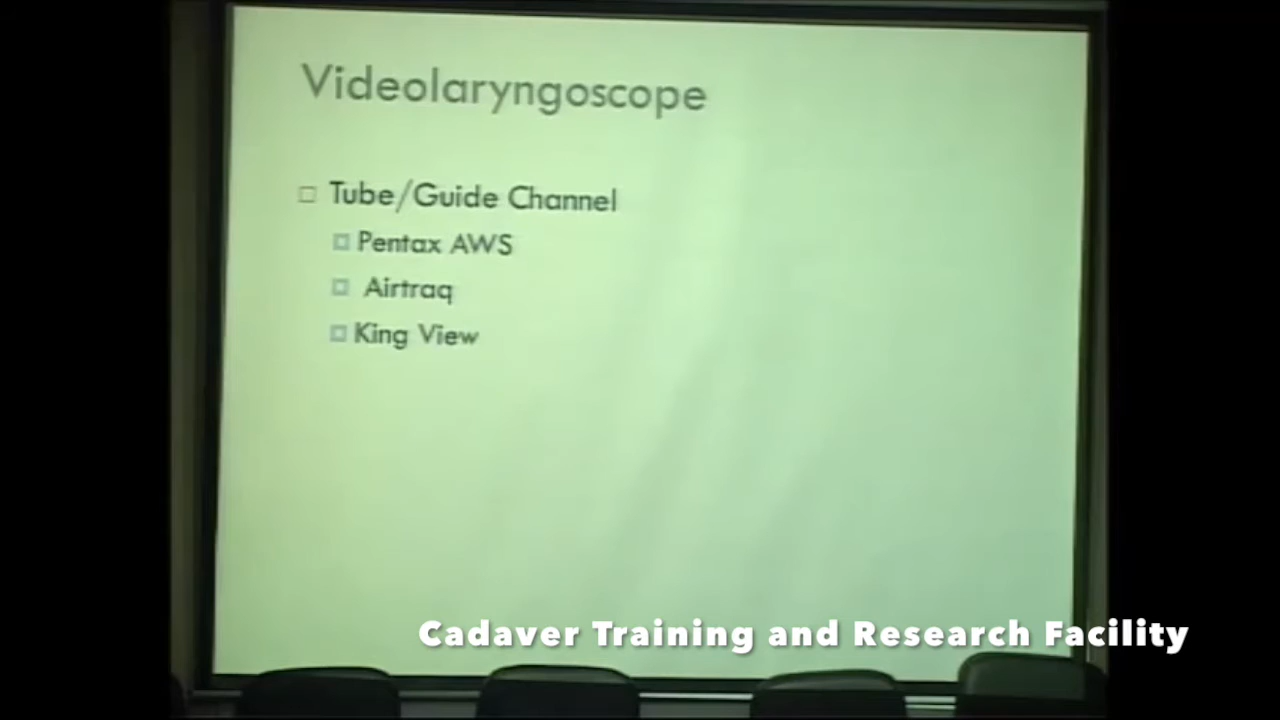 Videolaryngoscope
Tube/Guide Channel
Pentax AWS
Airtraq
King View
Cadaver Training and Research Facility